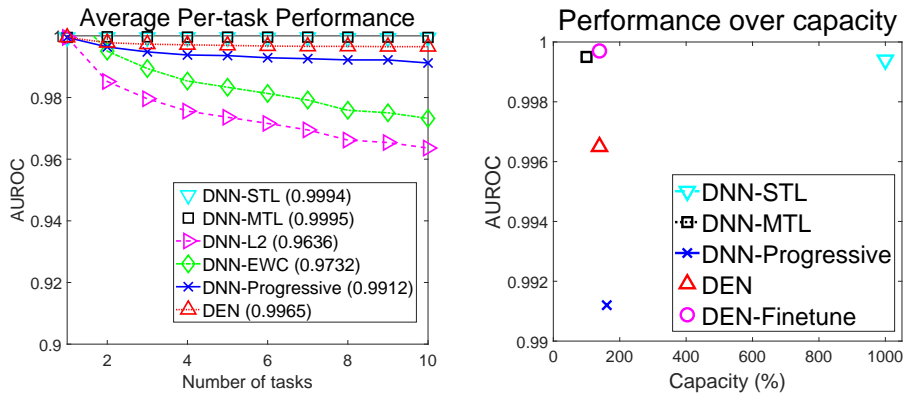 Average Per-task Performance
1
0.98
0.96
0.94
0.92
0.9
AUROC
2
4
6
8
10
Number of tasks
DNN-STL (0.9994)
DNN-MTL (0.9995)
DNN-L2 (0.9636)
DNN-EWC (0.9732)
DNN-Progressive (0.9912)
DEN (0.9965)
Performance over capacity
1
0.998
0.996
0.994
0.992
0.99
AUROC
0
200
400
600
800
1000
Capacity (%)
DNN-STL
DNN-MTL
DNN-Progressive
DEN
DEN-Finetune